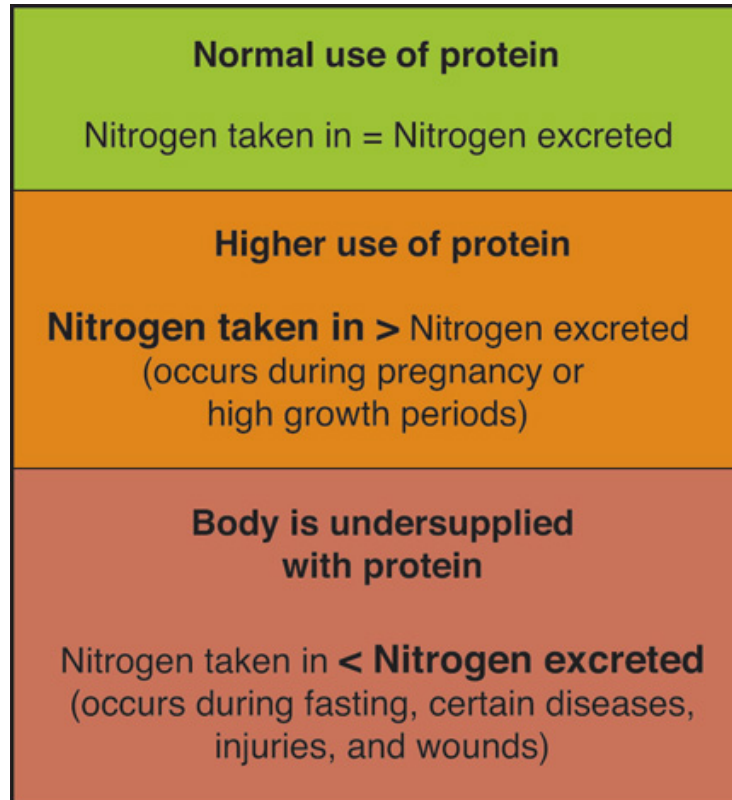 Normal use of protein
Nitrogen taken in = Nitrogen excreted
Higher use of protein
Nitrogen taken in > Nitrogen excreted
(occurs during pregnancy or
high growth periods)
Body is undersupplied
with protein
Nitrogen taken in < Nitrogen excreted
(occurs during fasting, certain diseases,
injuries, and wounds)